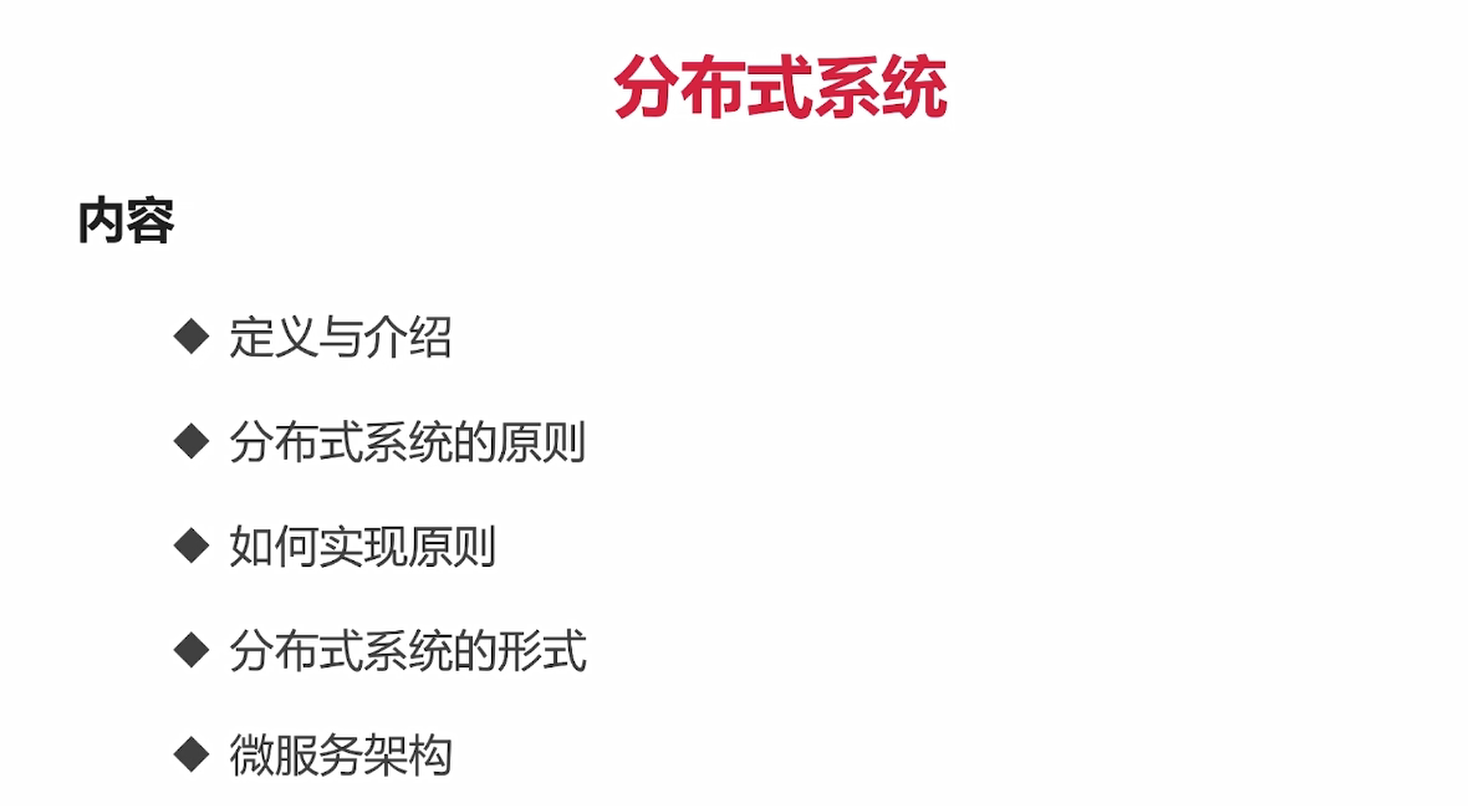 分布式系统
内容
◆ 定义与介绍
◆ 分布式系统的原则
◆ 如何实现原则
◆ 分布式系统的形式
◆ 微服务架构